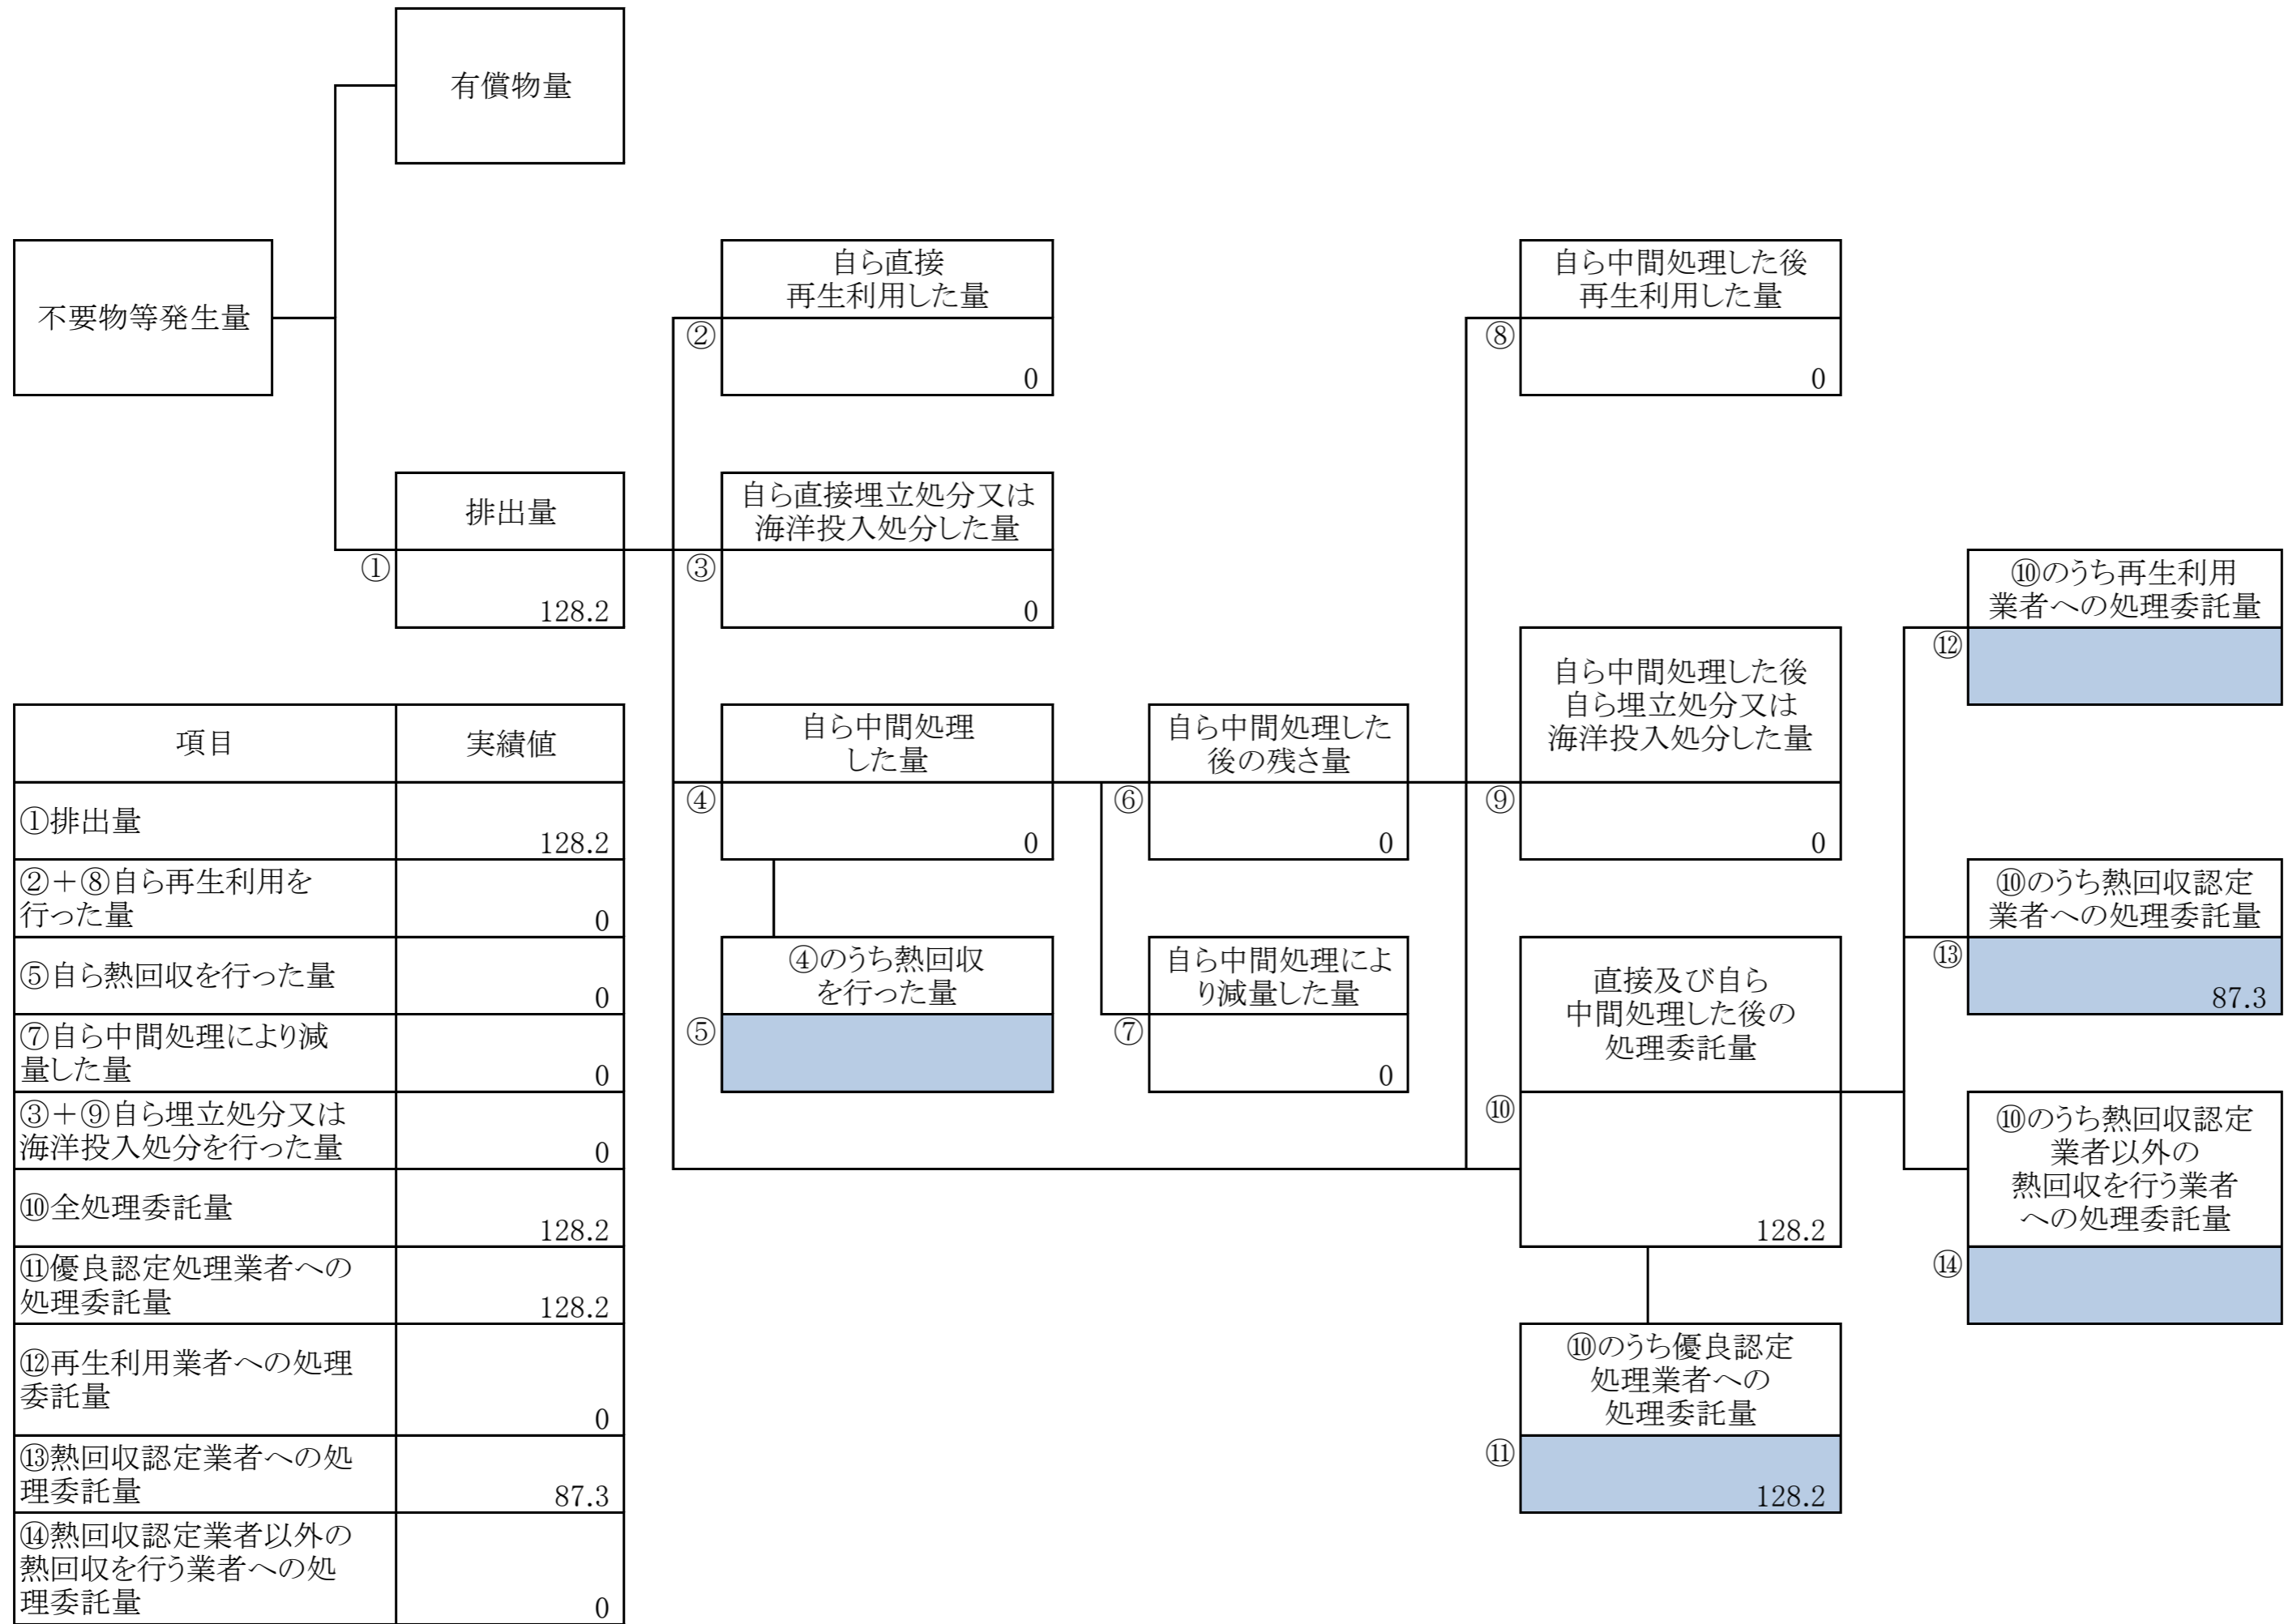 有償物量
不要物等発生量
自ら直接
再生利用した量
②
0
自ら中間処理した後
再生利用した量
⑧
0
排出量
①
128.2
自ら直接埋立処分又は
海洋投入処分した量
③
0
⑩のうち再生利用
業者への処理委託量
⑫
自ら中間処理
した量
④
0
自ら中間処理した
後の残さ量
⑥
0
自ら中間処理した後
自ら埋立処分又は
海洋投入処分した量
⑨
0
⑩のうち熱回収認定
業者への処理委託量
⑬
87.3
④のうち熱回収
を行った量
⑤
自ら中間処理によ
り減量した量
⑦
0
直接及び自ら
中間処理した後の
処理委託量
⑩
128.2
⑩のうち熱回収認定
業者以外の
熱回収を行う業者
への処理委託量
⑭
⑩のうち優良認定
処理業者への
処理委託量
⑪
128.2
項目 実績値
①排出量
128.2
②＋⑧自ら再生利用を
行った量
0
⑤自ら熱回収を行った量
0
⑦自ら中間処理により減
量した量
0
③＋⑨自ら埋立処分又は
海洋投入処分を行った量
0
⑩全処理委託量
128.2
⑪優良認定処理業者への
処理委託量
128.2
⑫再生利用業者への処理
委託量
0
⑬熱回収認定業者への処
理委託量
87.3
⑭熱回収認定業者以外の
熱回収を行う業者への処
理委託量
0